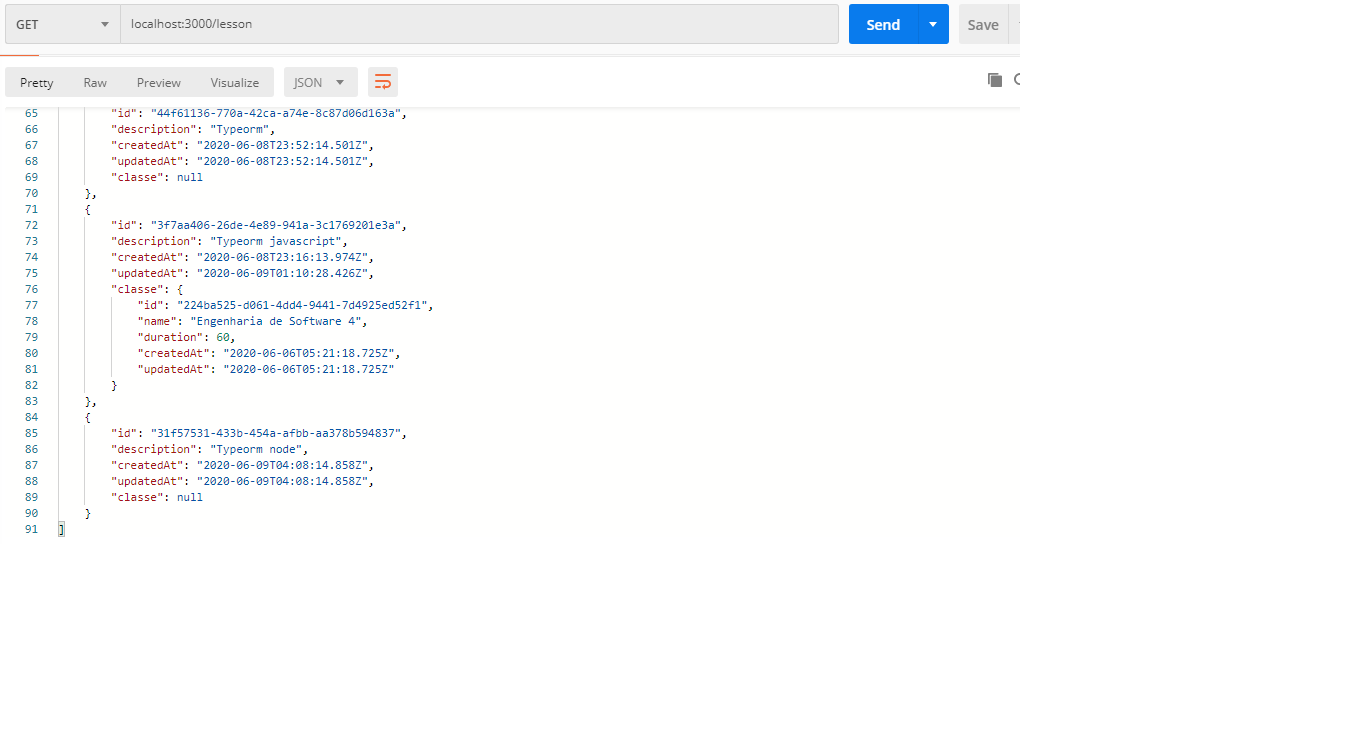 GET localhost:3000/lesson Send Save
Pretty Raw Preview Visualize JSON
65 "id": "44f61136-770a-42ca-a74e-8c87d06d163a",
66 "description": "Typeorm",
67 "createdAt": "2020-06-08T23:52:14.501Z",
68 "updatedAt": "2020-06-08T23:52:14.501Z",
69 "classe": null
70 },
71 {
72 "id": "3f7aa406-26de-4e89-941a-3c1769201e3a",
73 "description": "Typeorm javascript",
74 "createdAt": "2020-06-08T23:16:13.974Z",
75 "updatedAt": "2020-06-09T01:10:28.426Z",
76 "classe": {
77 "id": "224ba525-d061-4dd4-9441-7d4925ed52f1",
78 "name": "Engenharia de Software 4",
79 "duration": 60,
80 "createdAt": "2020-06-06T05:21:18.725Z",
81 "updatedAt": "2020-06-06T05:21:18.725Z"
82 }
83 },
84 {
85 "id": "31f57531-433b-454a-afbb-aa378b594837",
86 "description": "Typeorm node",
87 "createdAt": "2020-06-09T04:08:14.858Z",
88 "updatedAt": "2020-06-09T04:08:14.858Z",
89 "classe": null
90 }
91 ]